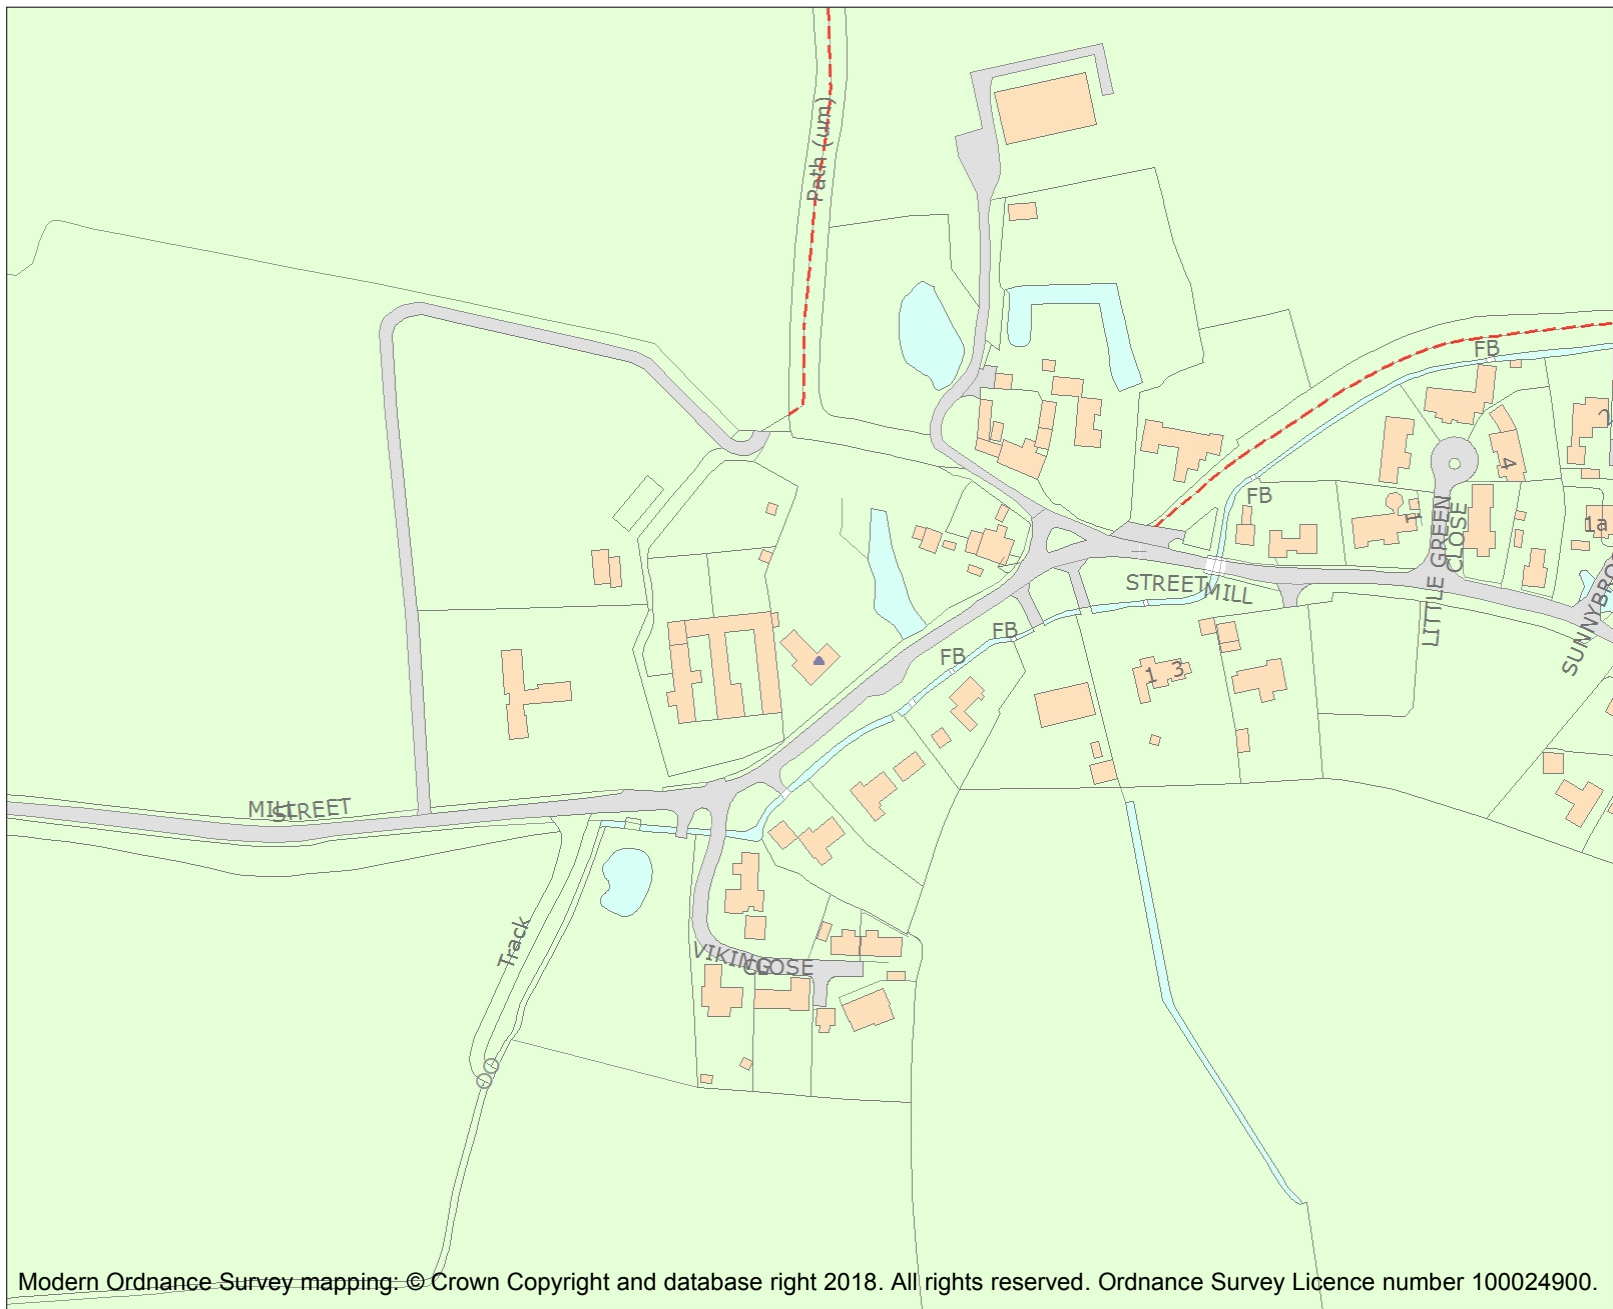 Path (um)
FB
4
FB
1
LITTLE GREEN
CLOSE
1a
STREET
MILL
SUNNYBRO
FB
FB
1 3
MILL
STREET
Track
VIKING
CLOSE
Modern Ordnance Survey mapping: © Crown Copyright and database right 2018. All rights reserved. Ordnance Survey Licence number 100024900.